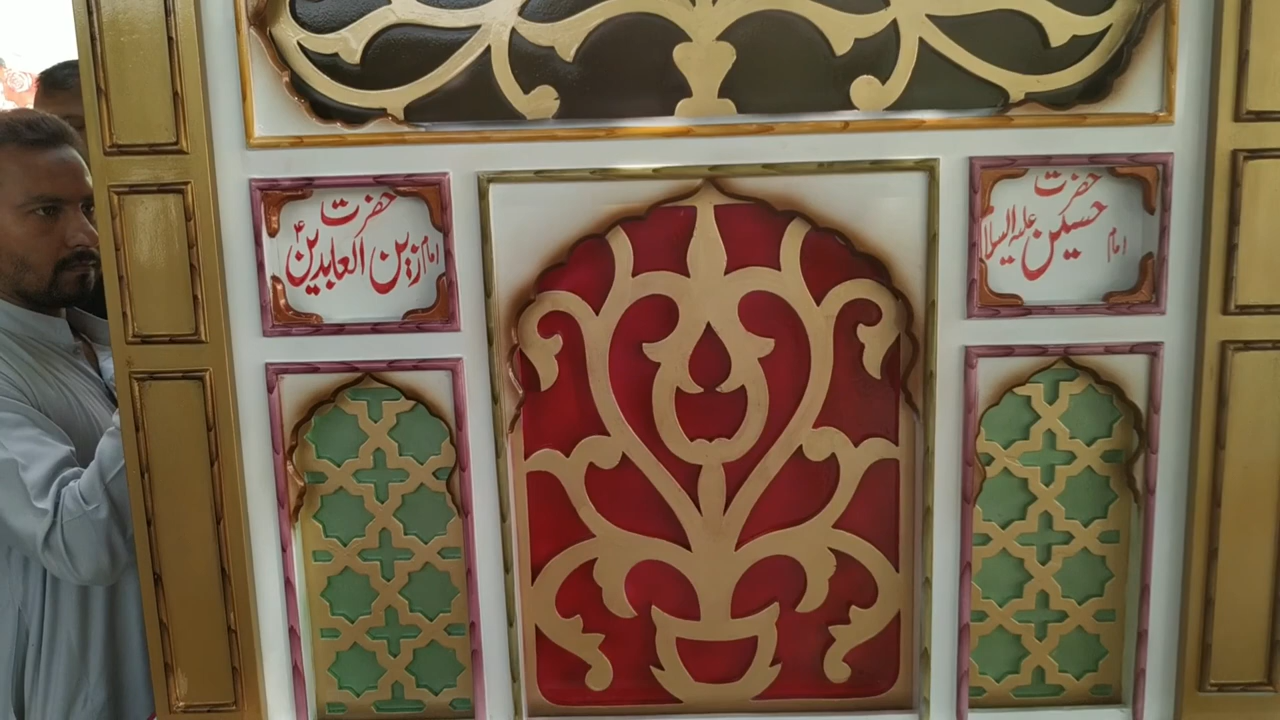 حضرت
امام حسین علیہ السلام
حضرت
امام زین العابدینؑ